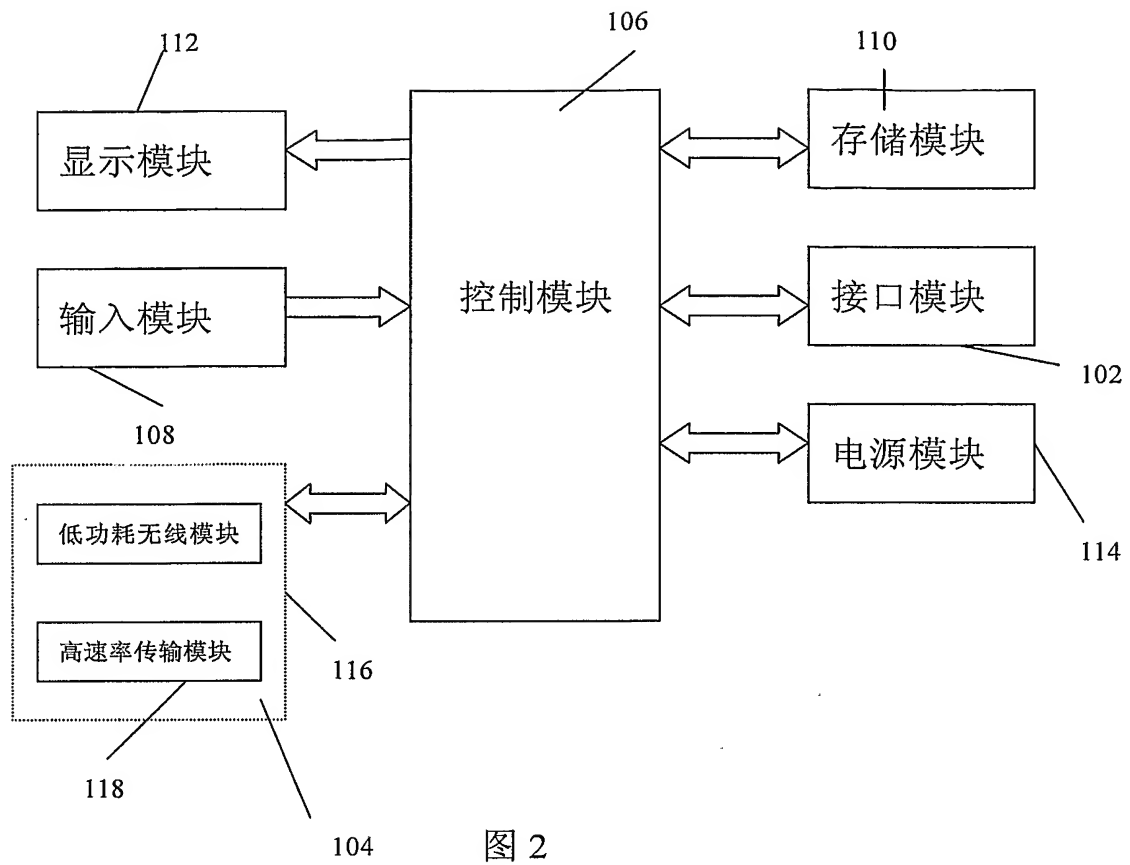 106
112
110
显示模块
存储模块
控制模块
输入模块
接口模块
102
108
电源模块
低功耗无线模块
114
高速率传输模块
116
118
104
图 2